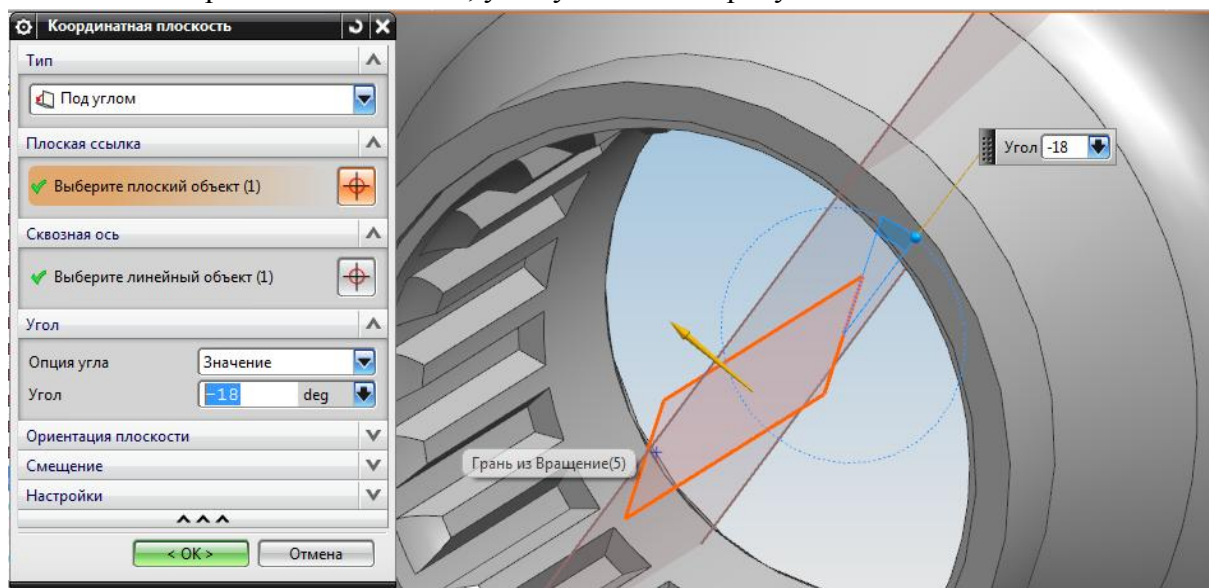 Координатная плоскость
Тип
Под углом
Плоская ссылка
Выберите плоский объект (1)
Сквозная ось
Выберите линейный объект (1)
Угол
Опция угла Значение
Угол -18 deg
Ориентация плоскости
Смещение
Настройки
< OK > Отмена
Угол -18
Грань из Вращение(5)